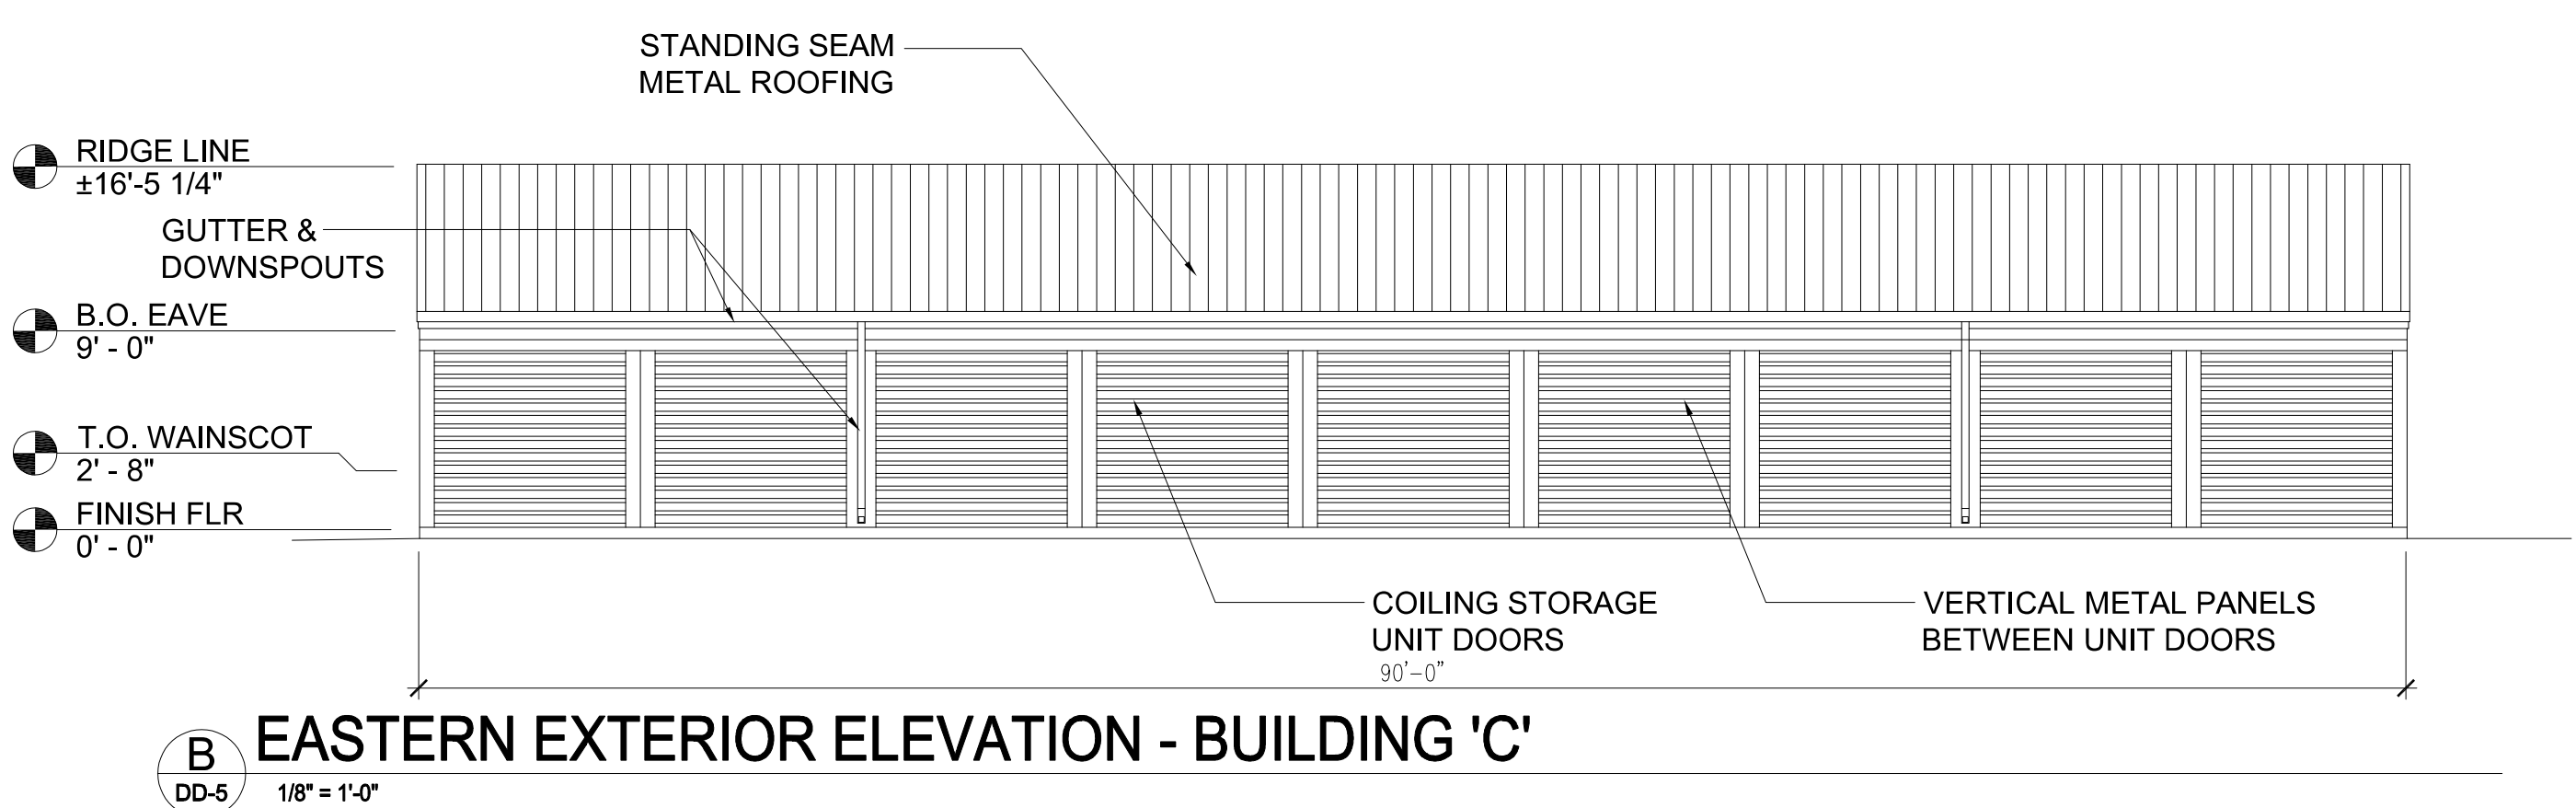 STANDING SEAM
METAL ROOFING
RIDGE LINE
±16'-5 1/4"
GUTTER &
DOWNSPOUTS
B.O. EAVE
9' - 0"
T.O. WAINSCOT
2' - 8"
FINISH FLR
0' - 0"
COILING STORAGE
UNIT DOORS
VERTICAL METAL PANELS
BETWEEN UNIT DOORS
90'-0"
B
DD-5
EASTERN EXTERIOR ELEVATION - BUILDING 'C'
1/8" = 1'-0"